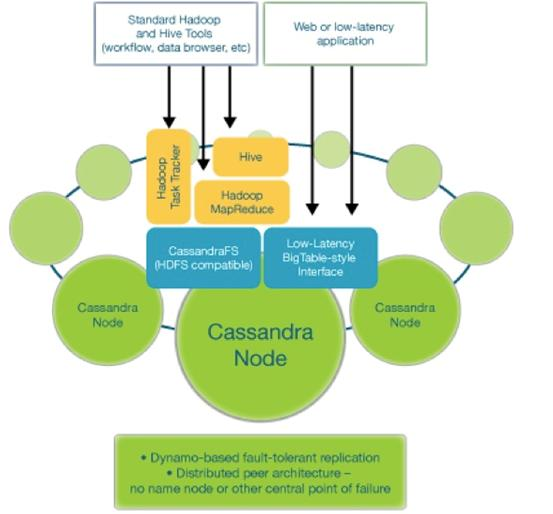 Standard Hadoop
and Hive Tools
(workflow, data browser, etc)
Web or low-latency
application
Hadoop
Task Tracker
Hive
Hadoop
MapReduce
CassandraFS
(HDFS compatible)
Low-Latency
BigTable-style
Interface
Cassandra
Node
Cassandra
Node
Cassandra
Node
• Dynamo-based fault-tolerant replication
• Distributed peer architecture –
no name node or other central point of failure